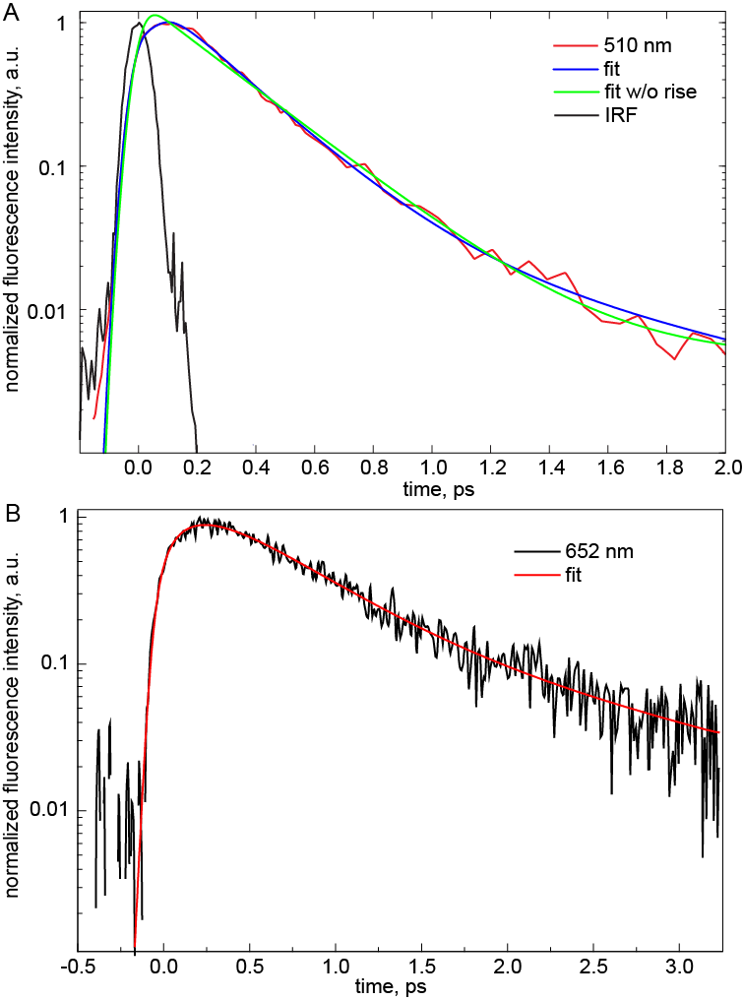 A
normalized fluorescence intensity, a.u.
1
0.1
0.01
510 nm
fit
fit w/o rise
IRF
0.0 0.2 0.4 0.6 0.8 1.0 1.2 1.4 1.6 1.8 2.0
time, ps
B
normalized fluorescence intensity, a.u.
1
0.1
0.01
652 nm
fit
-0.5 0.0 0.5 1.0 1.5 2.0 2.5 3.0
time, ps